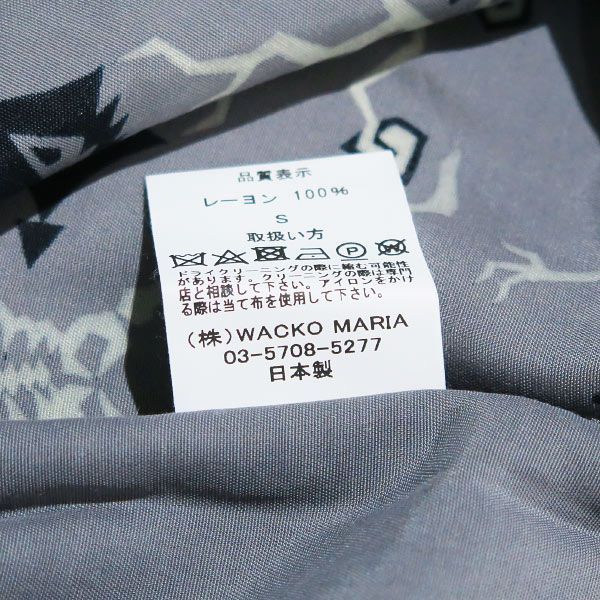 品質表示
レーヨン 100%
S
取扱い方
ドライクリーニングの際に縮む可能性
があります。クリーニングの際は専門
店と相談して下さい。アイロンをかけ
る際は当て布を使用して下さい。
(株)WACKO MARIA
03-5708-5277
日本製